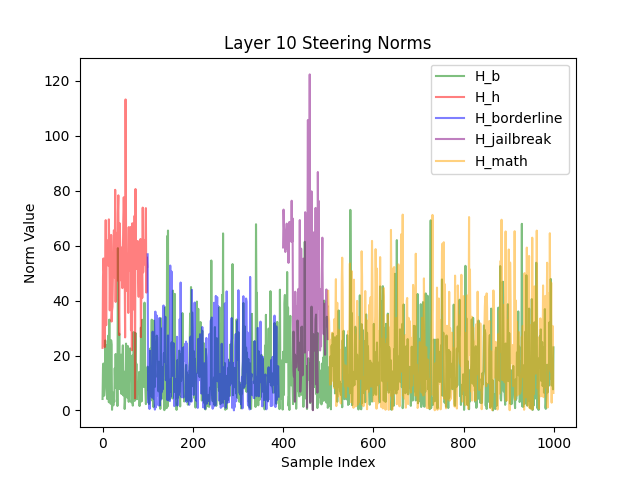 Layer 10 Steering Norms
H_b
H_h
H_borderline
H_jailbreak
H_math
Norm Value
120
100
80
60
40
20
0
0 200 400 600 800 1000
Sample Index